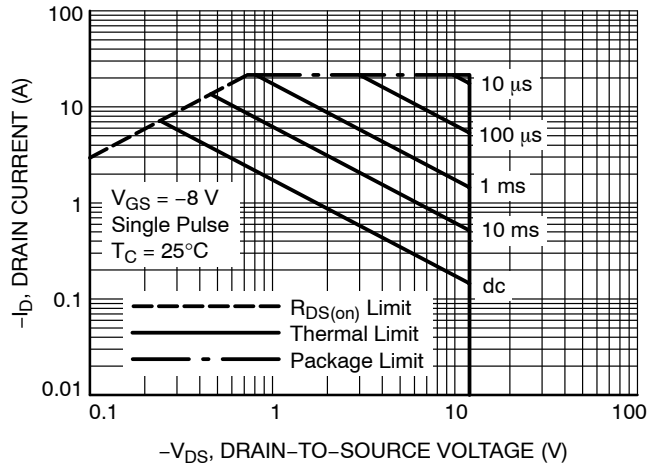 100
10
1
0.1
0.01
-I_D, DRAIN CURRENT (A)
V_GS = −8 V
Single Pulse
T_C = 25°C
10 μs
100 μs
1 ms
10 ms
dc
R_DS(on) Limit
Thermal Limit
Package Limit
0.1
1
10
100
-V_DS, DRAIN−TO−SOURCE VOLTAGE (V)